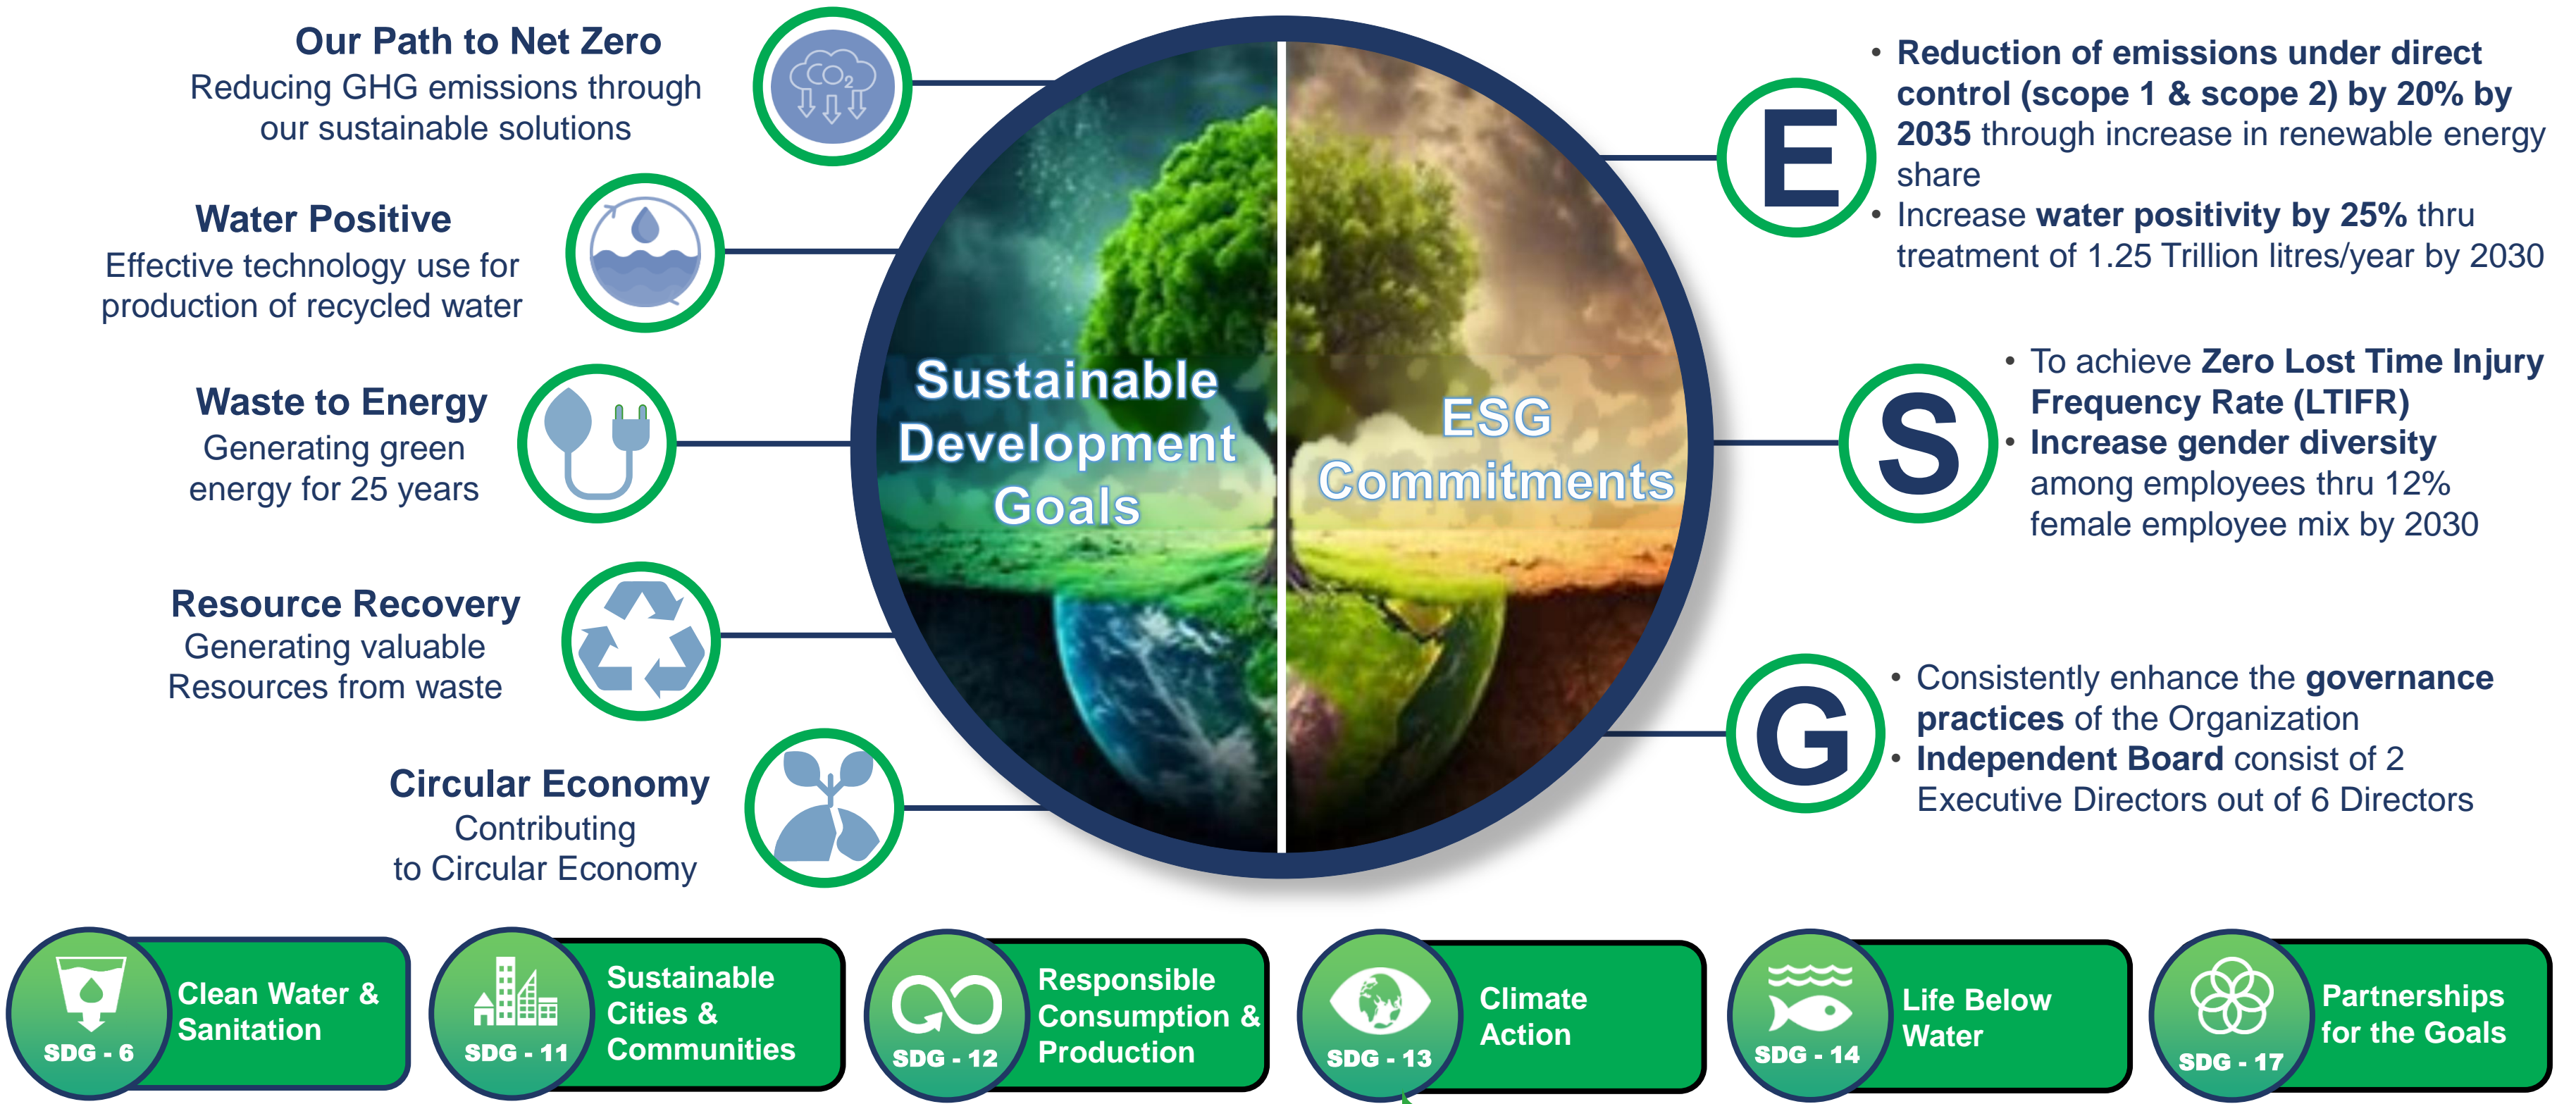 Our Path to Net Zero
Reducing GHG emissions through
our sustainable solutions
CO2
Water Positive
Effective technology use for
production of recycled water
Waste to Energy
Generating green
energy for 25 years
Resource Recovery
Generating valuable
Resources from waste
Circular Economy
Contributing
to Circular Economy
Sustainable
Development
Goals
ESG
Commitments
E
• Reduction of emissions under direct
control (scope 1 & scope 2) by 20% by
2035 through increase in renewable energy
share
• Increase water positivity by 25% thru
treatment of 1.25 Trillion litres/year by 2030
S
• To achieve Zero Lost Time Injury
Frequency Rate (LTIFR)
• Increase gender diversity
among employees thru 12%
female employee mix by 2030
G
• Consistently enhance the governance
practices of the Organization
• Independent Board consist of 2
Executive Directors out of 6 Directors
SDG - 6
Clean Water &
Sanitation
SDG - 11
Sustainable
Cities &
Communities
SDG - 12
Responsible
Consumption &
Production
SDG - 13
Climate
Action
SDG - 14
Life Below
Water
SDG - 17
Partnerships
for the Goals